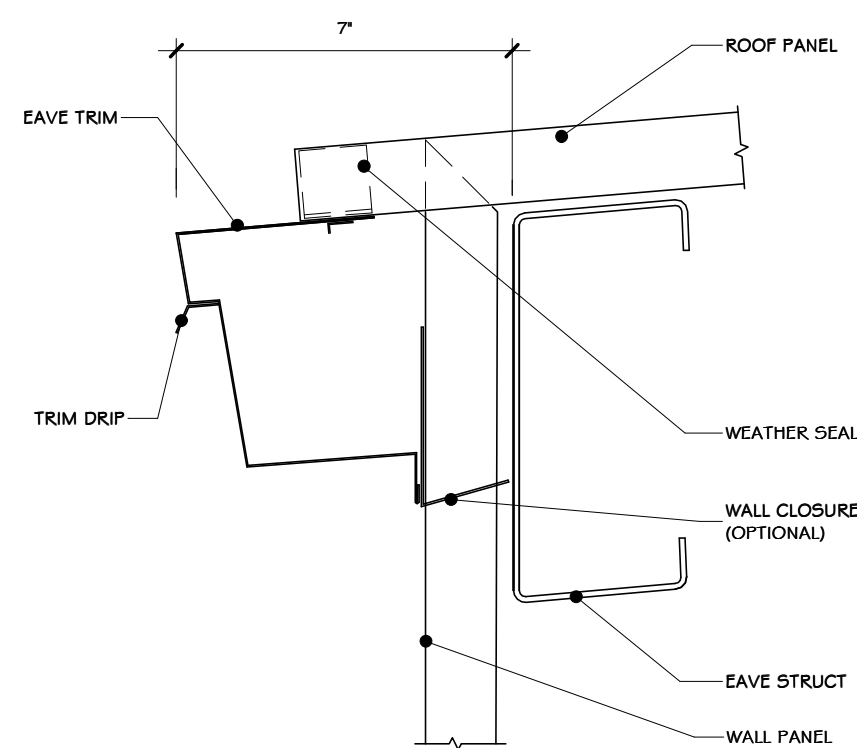 7"
ROOF PANEL
EAVE TRIM
TRIM DRIP
WEATHER SEAL
WALL CLOSURE
(OPTIONAL)
EAVE STRUCT
WALL PANEL